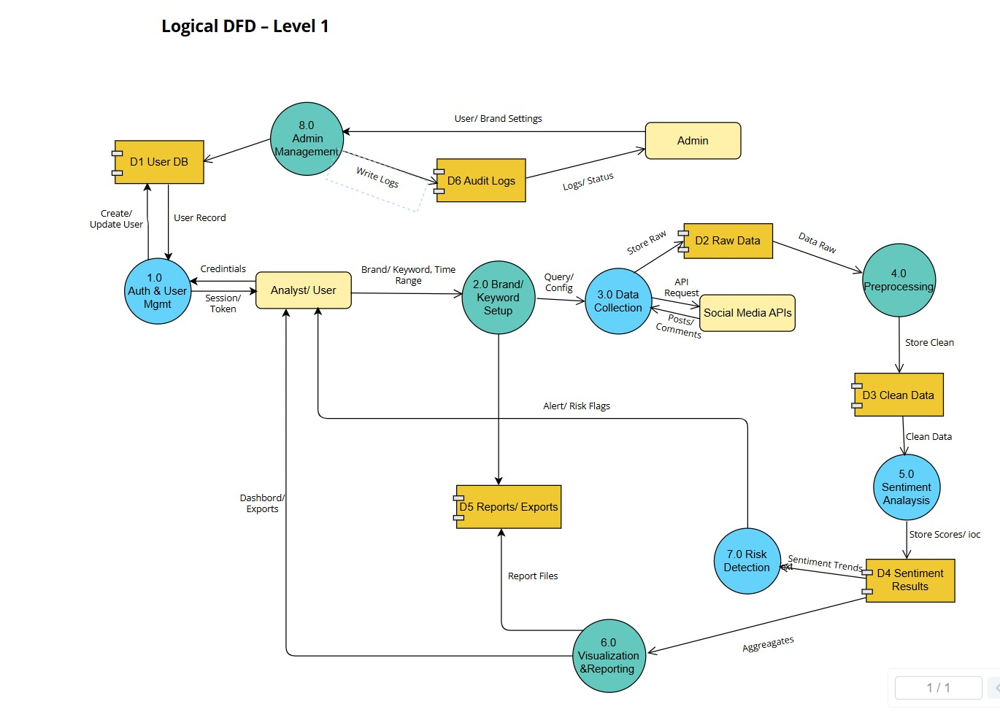 Logical DFD – Level 1
8.0
Admin
Management
User/ Brand Settings
Admin
D1 User DB
Write Logs
D6 Audit Logs
Logs/ Status
Create/
Update User
User Record
Store Raw
D2 Raw Data
Data Raw
1.0
Auth & User
Mgmt
Credintials
Session/
Token
Analyst/ User
Brand/ Keyword, Time
Range
2.0 Brand/
Keyword
Setup
Query/
Config
3.0 Data
Collection
API
Request
Posts/
Comments
Social Media APIs
4.0
Preprocessing
Store Clean
D3 Clean Data
Alert/ Risk Flags
Clean Data
5.0
Sentiment
Analaysis
Dashbord/
Exports
D5 Reports/ Exports
Store Scores/ ioc
7.0 Risk
Detection
ext
Sentiment Trends
D4 Sentiment
Results
Report Files
6.0
Visualization
&Reporting
Aggreagates
1 / 1